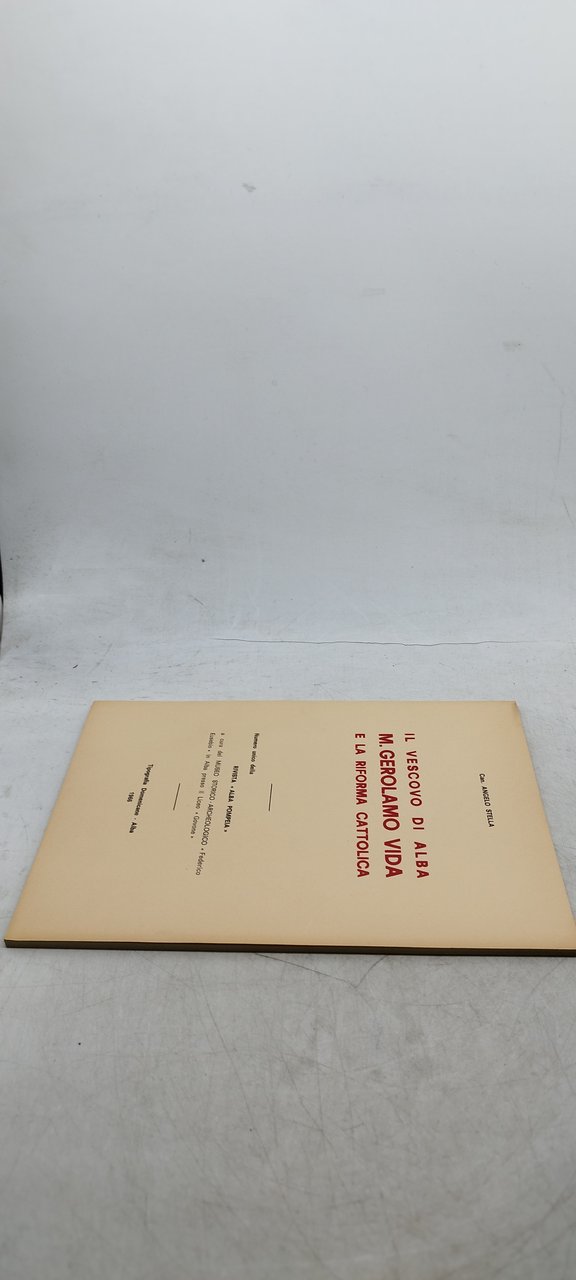 Can. ANGELO STELLA
IL VESCOVO DI ALBA
M. GEROLAMO VIDA
E LA RIFORMA CATTOLICA
Numero unico della
RIVISTA « ALBA POMPEIA »
a cura del MUSEO STORICO ARCHEOLOGICO « Federico
Eusebio » in Alba presso il Liceo « Govone »
Tipografia Domenicane - Alba